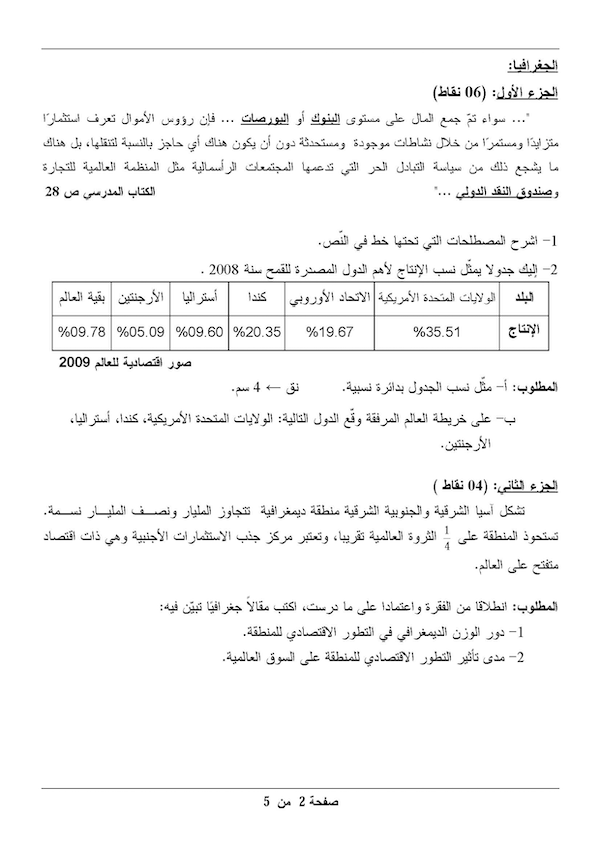 الجغرافيا:
الجزء الأول: (06 نقاط)
"... سواء تمّ جمع المال على مستوى البنوك أو البورصات ... فإن رؤوس الأموال تعرف استثمارًا
متزايدًا ومستمرًا من خلال نشاطات موجودة ومستحدثة دون أن يكون هناك أي حاجز بالنسبة لتنقلها، بل هناك
ما يشجع ذلك من سياسة التبادل الحر التي تدعمها المجتمعات الرأسمالية مثل المنظمة العالمية للتجارة
وصندوق النقد الدولي ..." الكتاب المدرسي ص 28
1- اشرح المصطلحات التي تحتها خط في النّص.
2- إليك جدولا يمثّل نسب الإنتاج لأهم الدول المصدرة للقمح سنة 2008 .
البلد الولايات المتحدة الأمريكية الاتحاد الأوروبي كندا أستراليا الأرجنتين بقية العالم
الإنتاج %35.51 %19.67 %20.35 %09.60 %05.09 %09.78
صور اقتصادية للعالم 2009
المطلوب: أ- مثّل نسب الجدول بدائرة نسبية. نق ← 4 سم.
ب- على خريطة العالم المرفقة وقّع الدول التالية: الولايات المتحدة الأمريكية، كندا، أستراليا،
الأرجنتين.
الجزء الثاني: (04 نقاط )
تشكل آسيا الشرقية والجنوبية الشرقية منطقة ديمغرافية تتجاوز المليار ونصف المليار نسمة.
تستحوذ المنطقة على 1/4 الثروة العالمية تقريبا، وتعتبر مركز جذب الاستثمارات الأجنبية وهي ذات اقتصاد
متفتح على العالم.
المطلوب: انطلاقا من الفقرة واعتمادا على ما درست، اكتب مقالاً جغرافيًا تبيّن فيه:
1- دور الوزن الديمغرافي في التطور الاقتصادي للمنطقة.
2- مدى تأثير التطور الاقتصادي للمنطقة على السوق العالمية.
صفحة 2 من 5